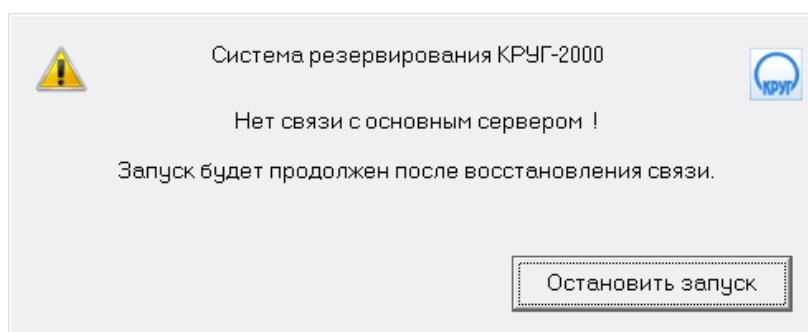 Система резервирования КРУГ-2000
КРУГ
Нет связи с основным сервером !
Запуск будет продолжен после восстановления связи.
Остановить запуск